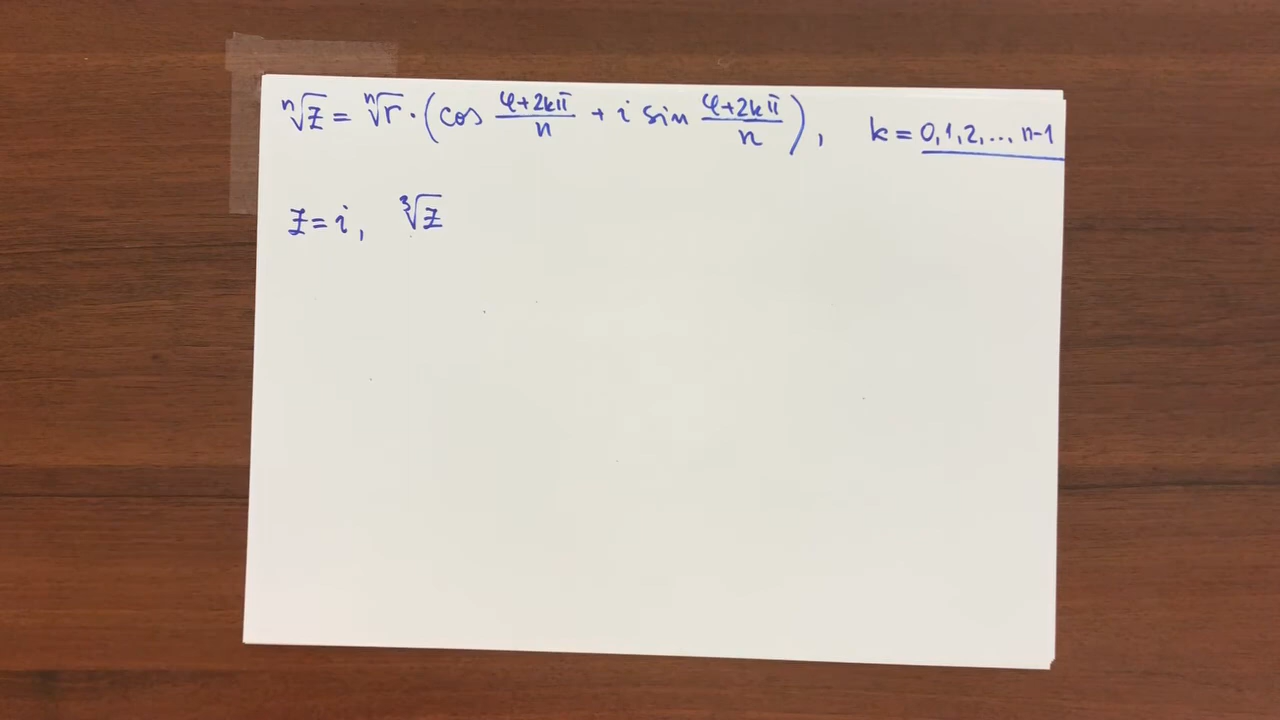 ⁿ√z = ⁿ√r · (cos (φ+2kπ)/n + i sin (φ+2kπ)/n), k = 0,1,2,... n-1
z = i, ³√z